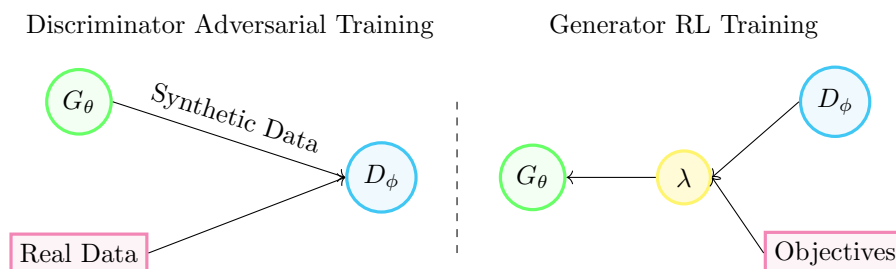 Discriminator Adversarial Training
G_θ
Synthetic Data
D_ϕ
Real Data
Generator RL Training
D_ϕ
G_θ
λ
Objectives